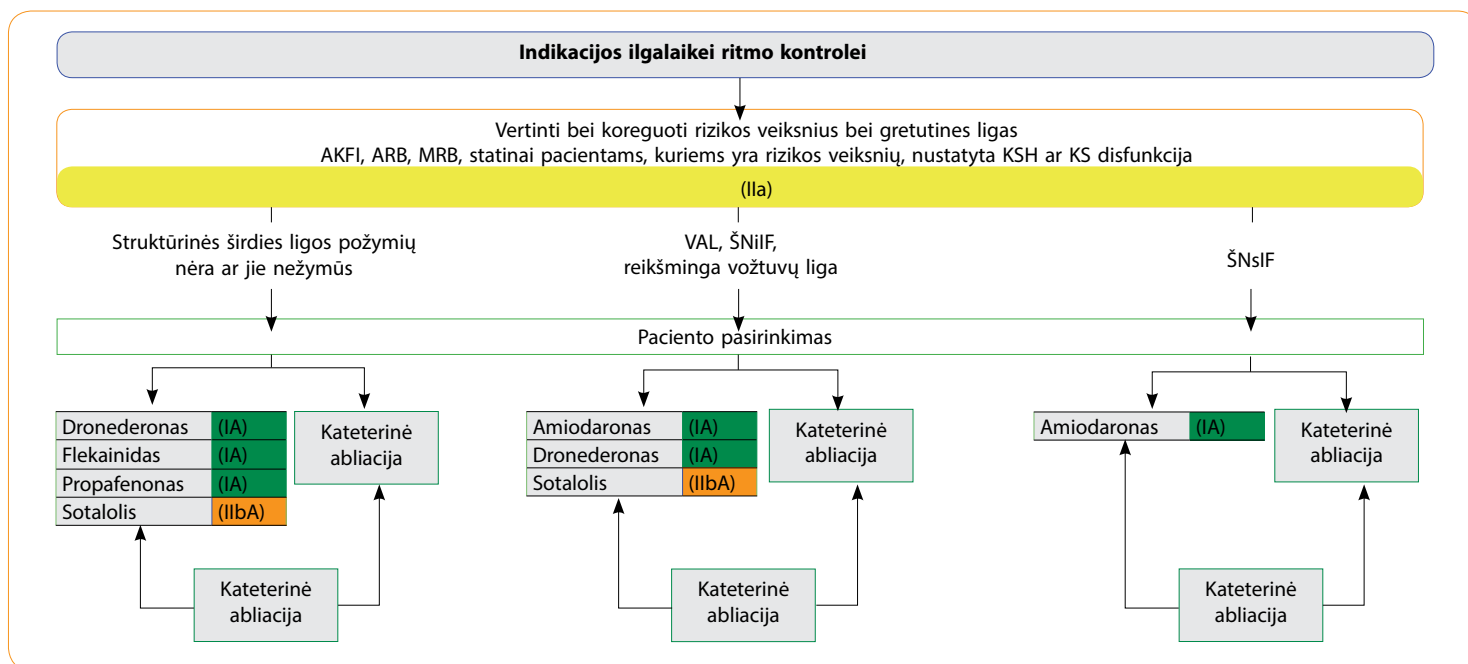 Indikacijos ilgalaikei ritmo kontrolei
Vertinti bei koreguoti rizikos veiksnius bei gretutines ligas
AKFI, ARB, MRB, statinai pacientams, kuriems yra rizikos veiksnių, nustatyta KSH ar KS disfunkcija
(IIa)
Struktūrinės širdies ligos požymių
nėra ar jie nežymūs
VAL, ŠNiIF,
reikšminga vožtuvų liga
ŠNsIF
Paciento pasirinkimas
Dronederonas (IA)
Flekainidas (IA)
Propafenonas (IA)
Sotalolis (IIbA)
Kateterinė
abliacija
Amiodaronas (IA)
Dronederonas (IA)
Sotalolis (IIbA)
Kateterinė
abliacija
Amiodaronas (IA)
Kateterinė
abliacija
Kateterinė
abliacija
Kateterinė
abliacija
Kateterinė
abliacija